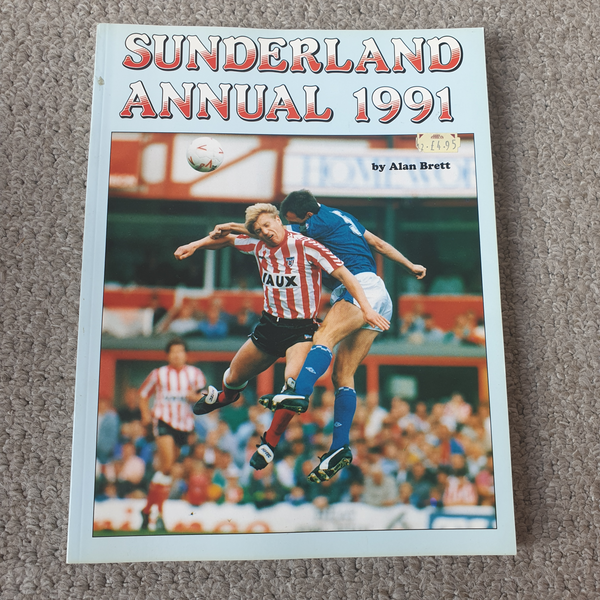 SUNDERLAND
ANNUAL 1991
£4.95
by Alan Brett
VAUX